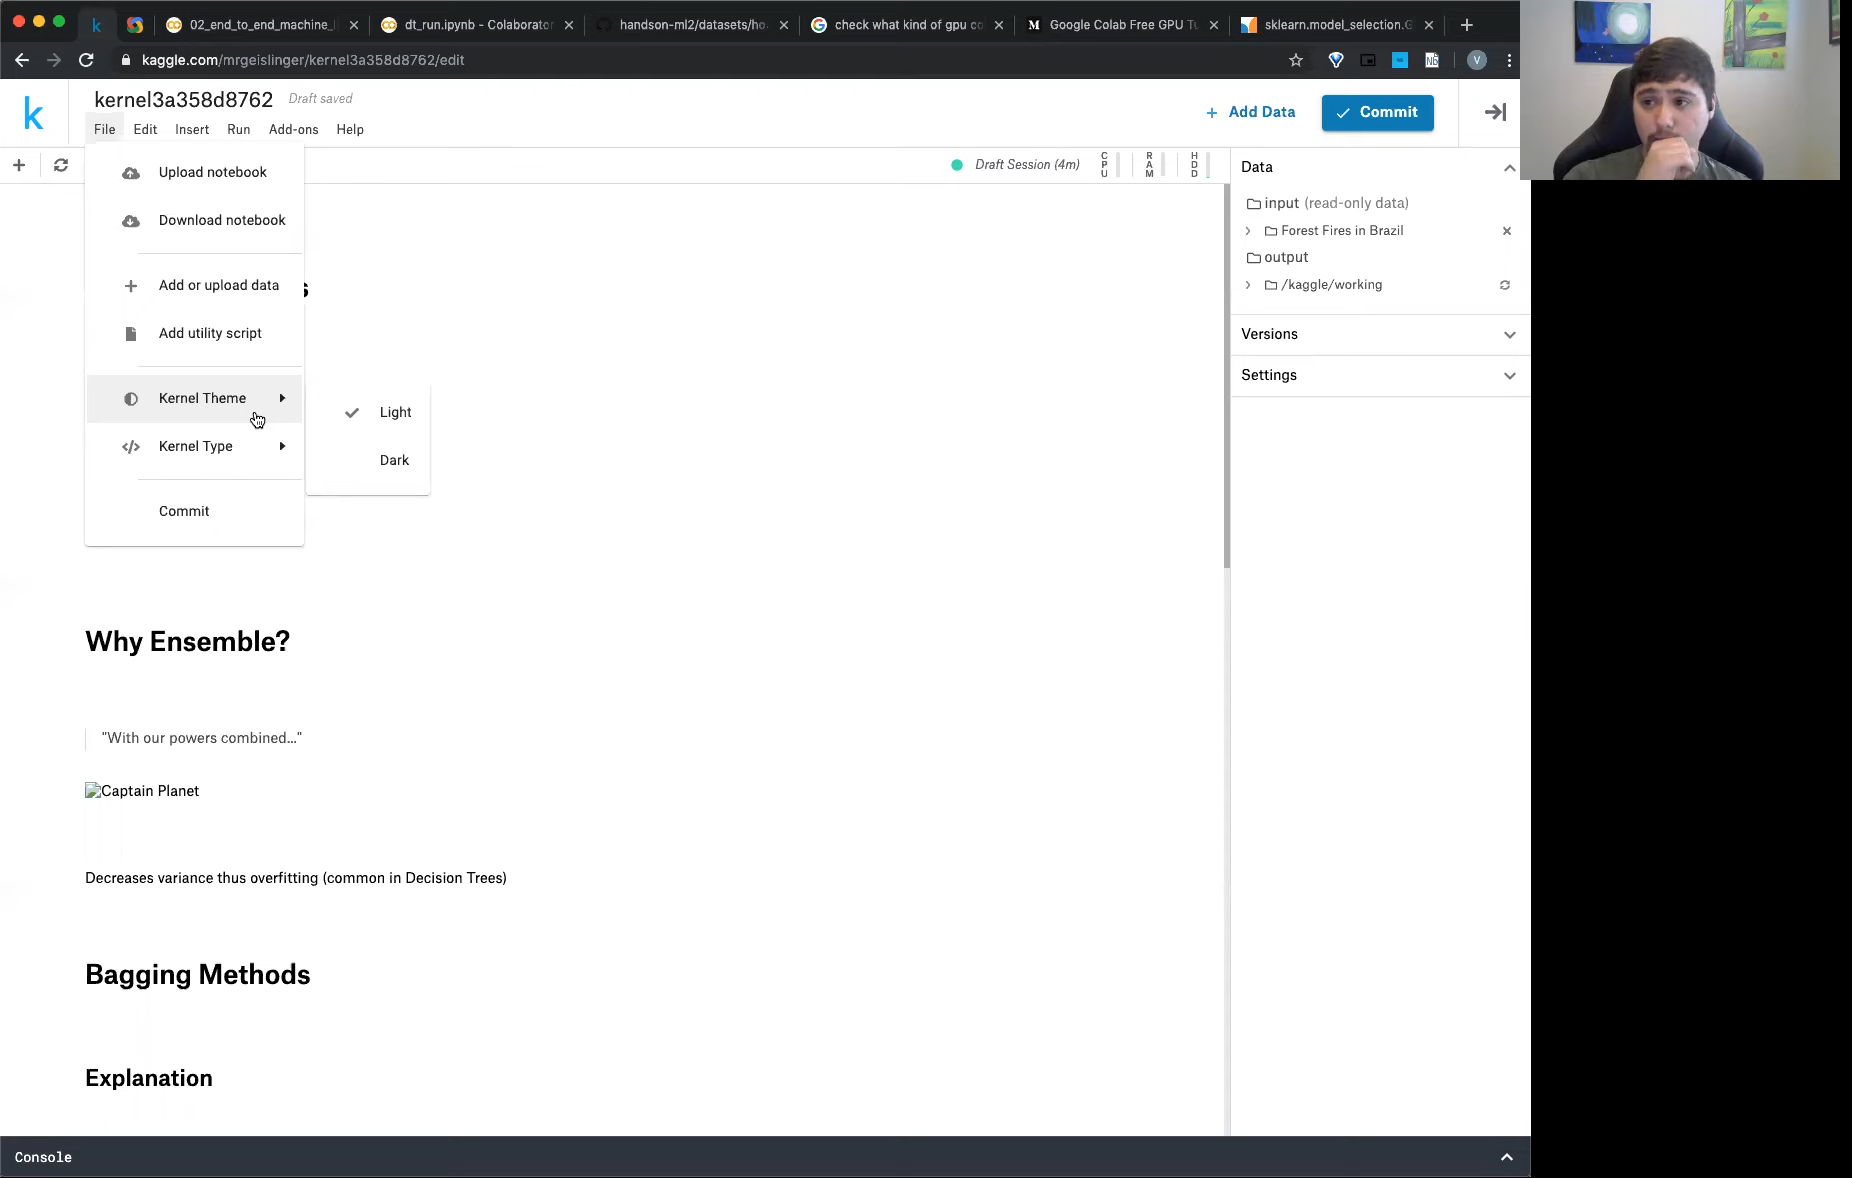 02_end_to_end_machine_l
dt_run.ipynb - Colaborator
handson-ml2/datasets/ho
check what kind of gpu co
M
Google Colab Free GPU Tu
sklearn.model_selection.G
kaggle.com/mrgeislinger/kernel3a358d8762/edit
V
k
kernel3a358d8762
Draft saved
+ Add Data
Commit
File
Edit
Insert
Run
Add-ons
Help
Draft Session (4m)
CPU
RAM
HDD
Upload notebook
Download notebook
Add or upload data
s
Add utility script
Kernel Theme
Light
Kernel Type
Dark
Commit
Why Ensemble?
"With our powers combined..."
Captain Planet
Decreases variance thus overfitting (common in Decision Trees)
Bagging Methods
Explanation
Data
input (read-only data)
Forest Fires in Brazil
output
/kaggle/working
Versions
Settings
Console